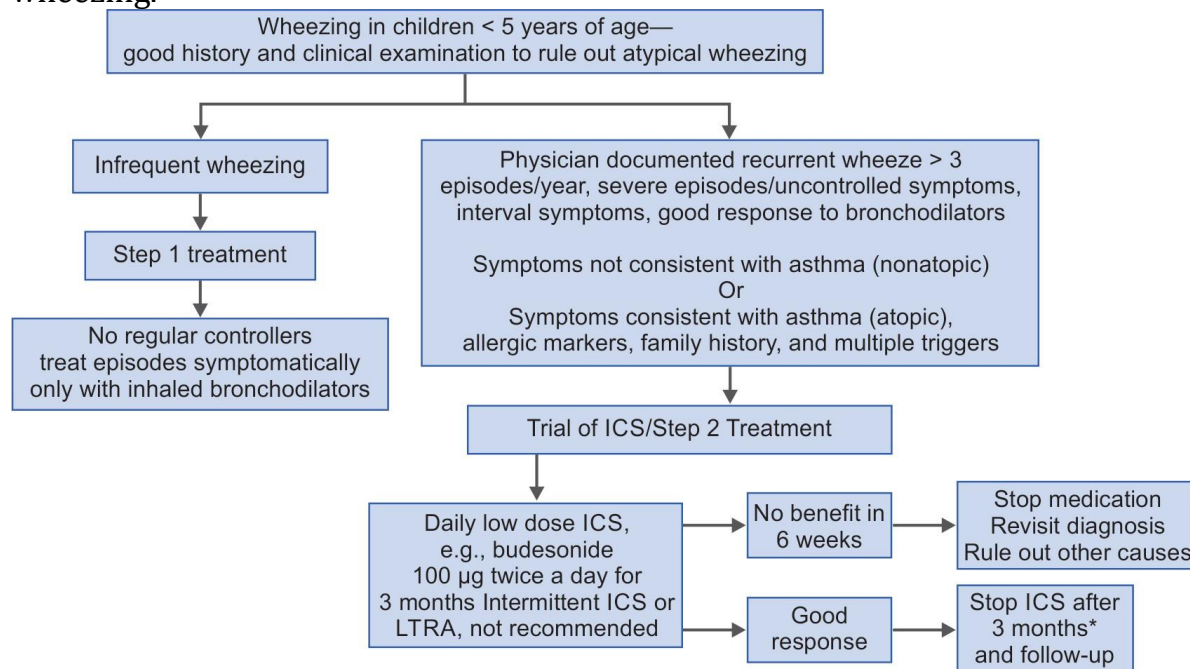 wheezing.
Wheezing in children < 5 years of age—
good history and clinical examination to rule out atypical wheezing
Infrequent wheezing
Step 1 treatment
No regular controllers
treat episodes symptomatically
only with inhaled bronchodilators
Physician documented recurrent wheeze > 3
episodes/year, severe episodes/uncontrolled symptoms,
interval symptoms, good response to bronchodilators
Symptoms not consistent with asthma (nonatopic)
Or
Symptoms consistent with asthma (atopic),
allergic markers, family history, and multiple triggers
Trial of ICS/Step 2 Treatment
Daily low dose ICS,
e.g., budesonide
100 µg twice a day for
3 months Intermittent ICS or
LTRA, not recommended
No benefit in
6 weeks
Stop medication
Revisit diagnosis
Rule out other causes
Good
response
Stop ICS after
3 months*
and follow-up